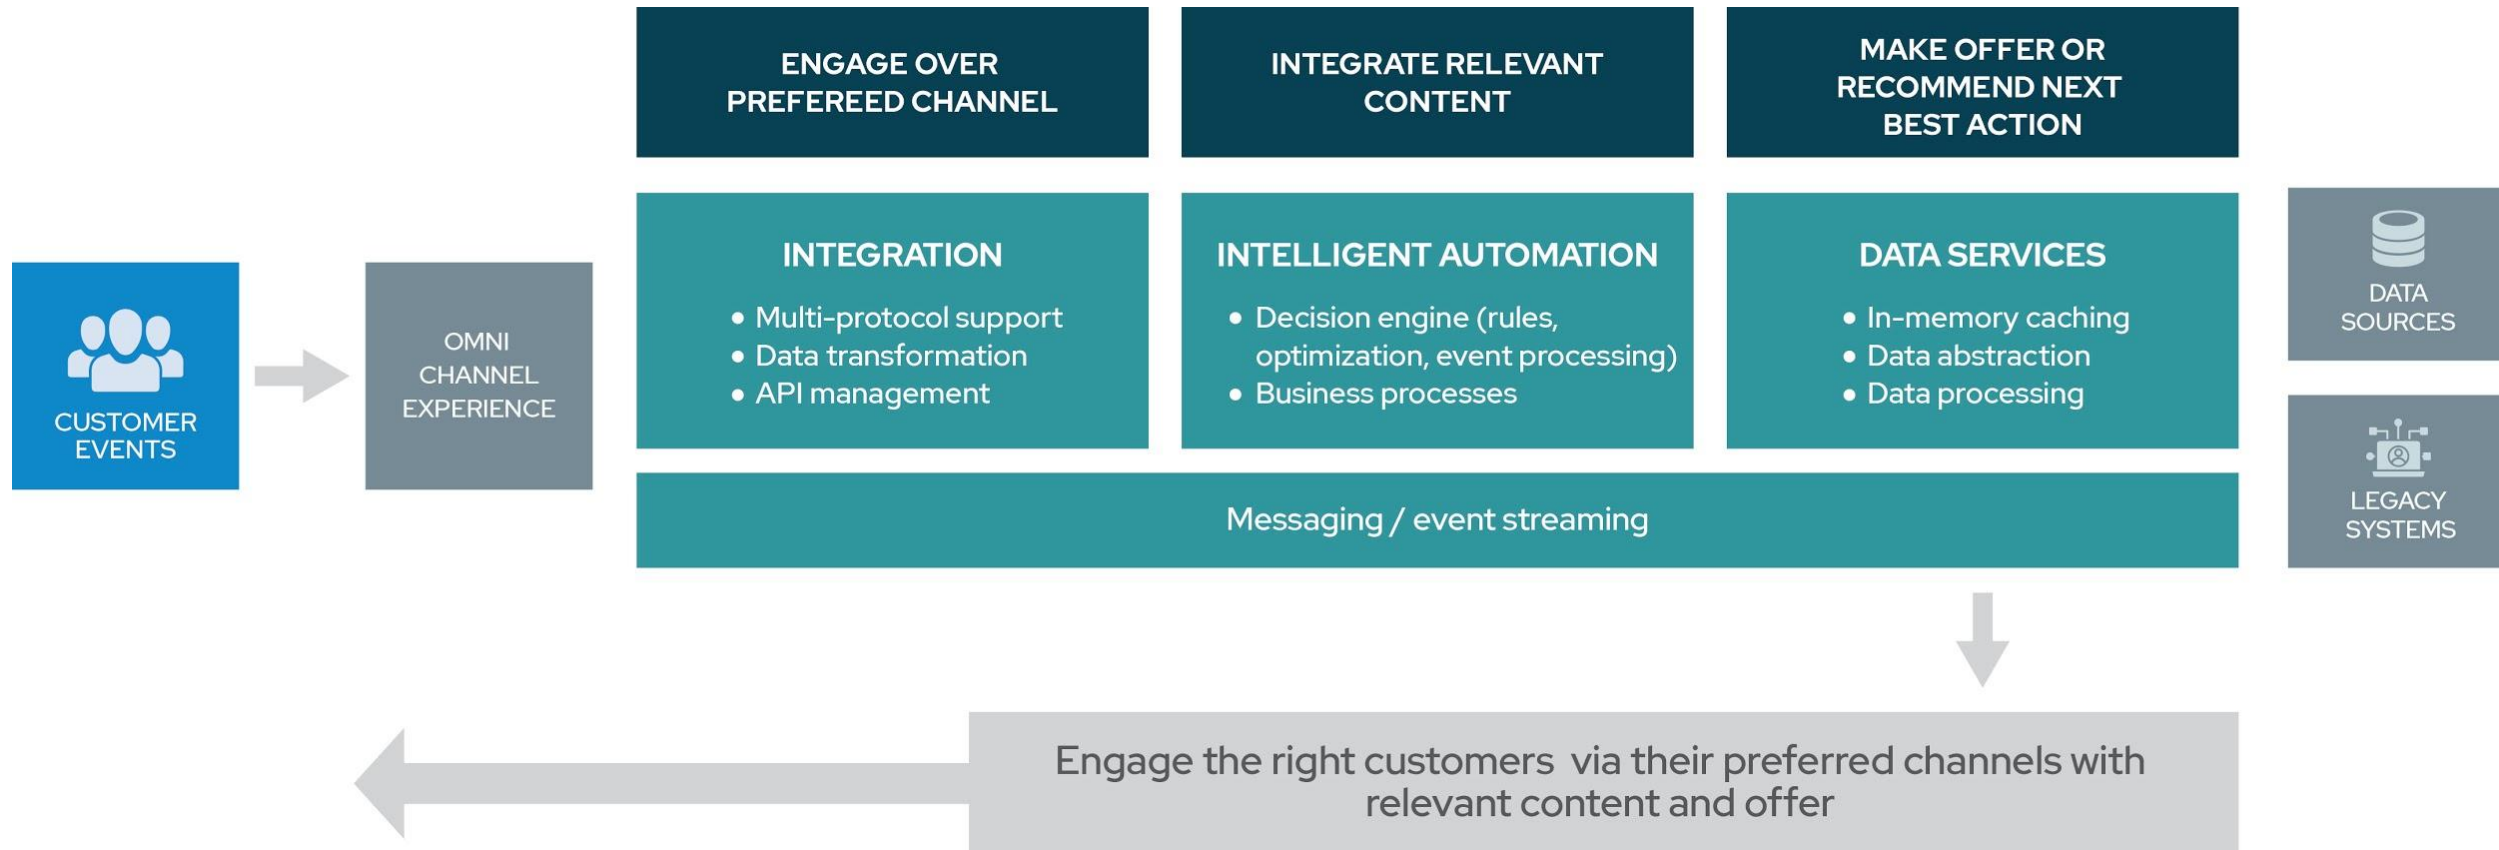 ENGAGE OVER
PREFEREED CHANNEL
INTEGRATE RELEVANT
CONTENT
MAKE OFFER OR
RECOMMEND NEXT
BEST ACTION
CUSTOMER
EVENTS
OMNI
CHANNEL
EXPERIENCE
INTEGRATION
• Multi-protocol support
• Data transformation
• API management
INTELLIGENT AUTOMATION
• Decision engine (rules,
optimization, event processing)
• Business processes
DATA SERVICES
• In-memory caching
• Data abstraction
• Data processing
DATA
SOURCES
LEGACY
SYSTEMS
Messaging / event streaming
Engage the right customers via their preferred channels with
relevant content and offer